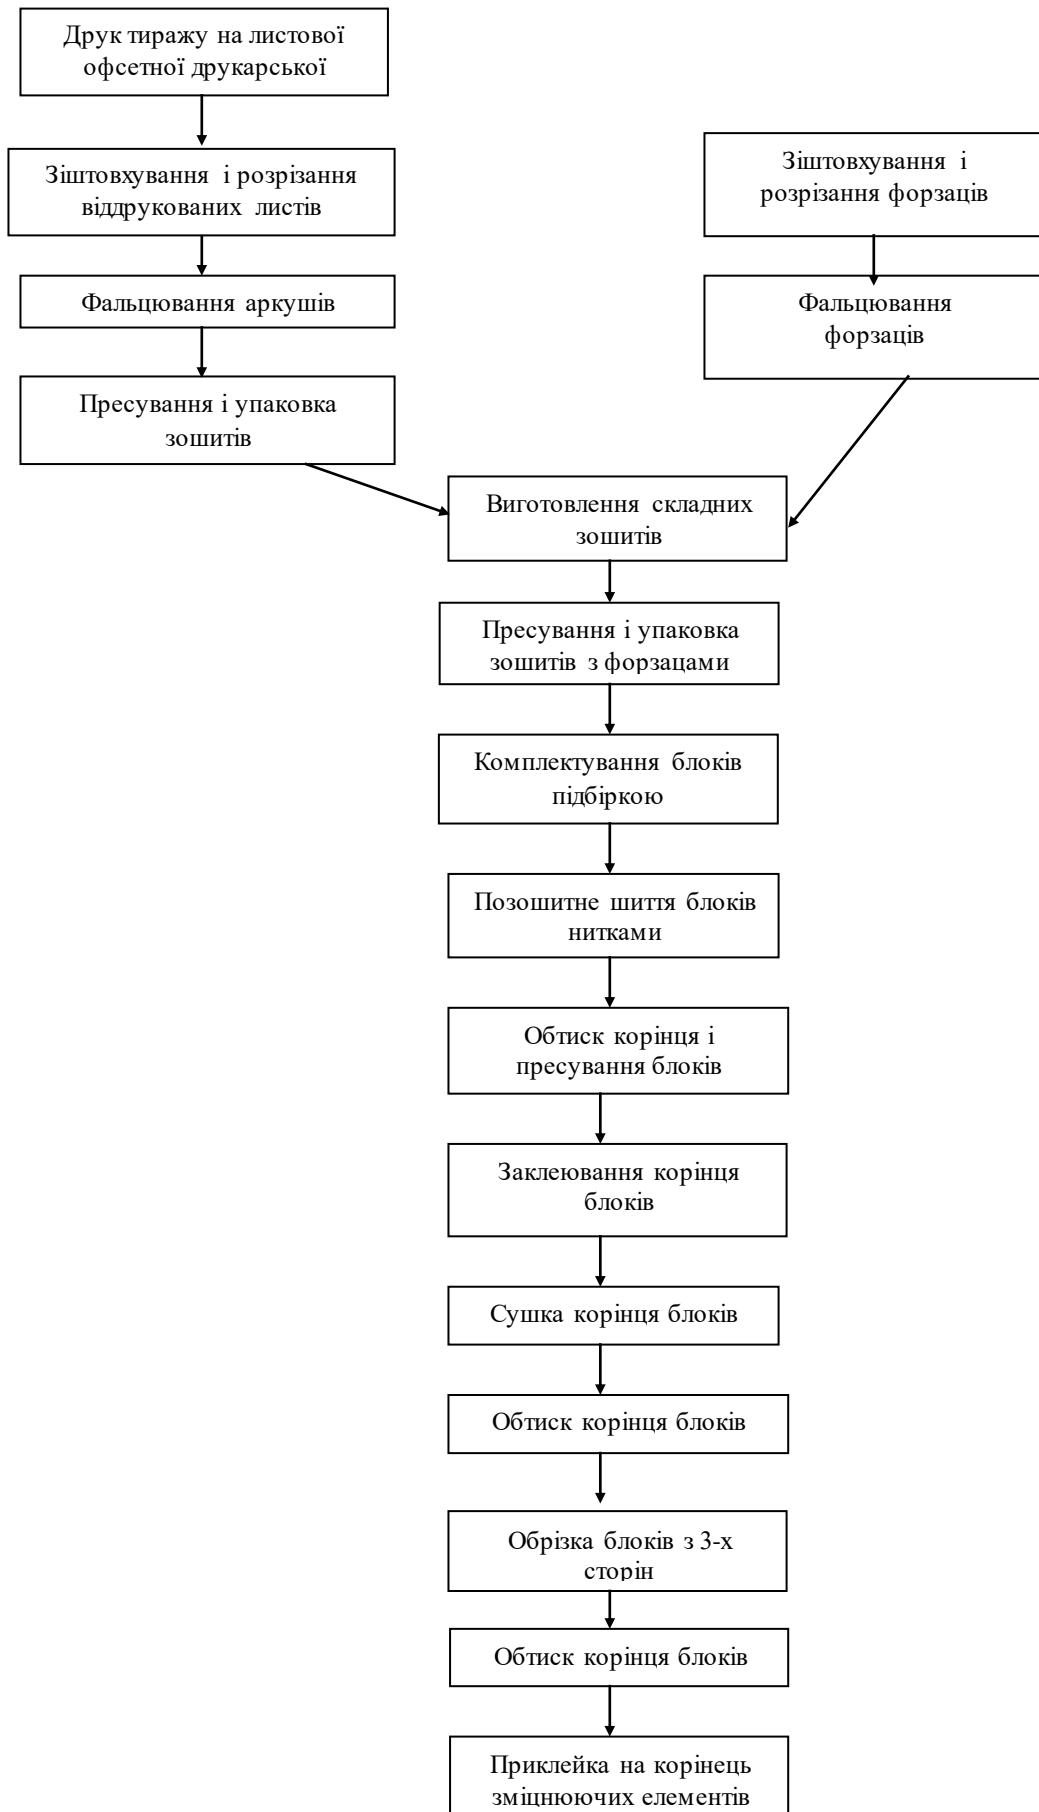 Друк тиражу на листової
офсетної друкарської
Зіштовхування і розрізання
віддрукованих листів
Фальцювання аркушів
Пресування і упаковка
зошитів
Зіштовхування і
розрізання форзаців
Фальцювання
форзаців
Виготовлення складних
зошитів
Пресування і упаковка
зошитів з форзацами
Комплектування блоків
підбіркою
Позошитне шиття блоків
нитками
Обтиск корінця і
пресування блоків
Заклеювання корінця
блоків
Сушка корінця блоків
Обтиск корінця блоків
Обрізка блоків з 3-х
сторін
Обтиск корінця блоків
Приклейка на корінець
зміцнюючих елементів